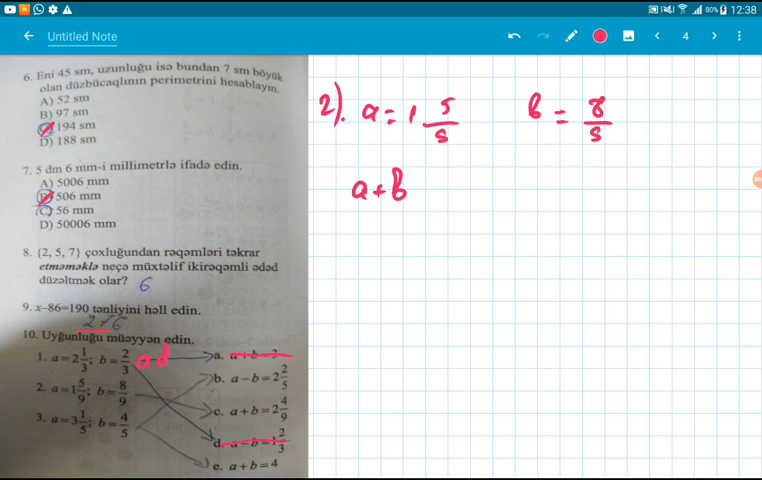 80% 12:38
Untitled Note
4
6. Eni 45 sm, uzunluğu isə bundan 7 sm böyük
olan düzbücaqlının perimetrini hesablayın.
A) 52 sm
B) 97 sm
C) 194 sm
D) 188 sm
7. 5 dm 6 mm-i millimetrlə ifadə edin.
A) 5006 mm
B) 506 mm
C) 56 mm
D) 50006 mm
8. {2, 5, 7} çoxluğundan rəqəmləri təkrar
etməməklə neçə müxtəlif ikirəqəmli ədəd
düzəltmək olar? 6
9. x–86=190 tənliyini həll edin.
276
10. Uyğunluğu müəyyən edin.
1. a=2 1/3; b=2/3 ad
2. a=1 5/9; b=8/9
3. a=3 1/5; b=4/5
a. a+b=3
b. a−b=2 2/5
c. a+b=2 4/9
d. a−b=1 2/3
e. a+b=4
2). a=1 5/9 b=8/9
a+b